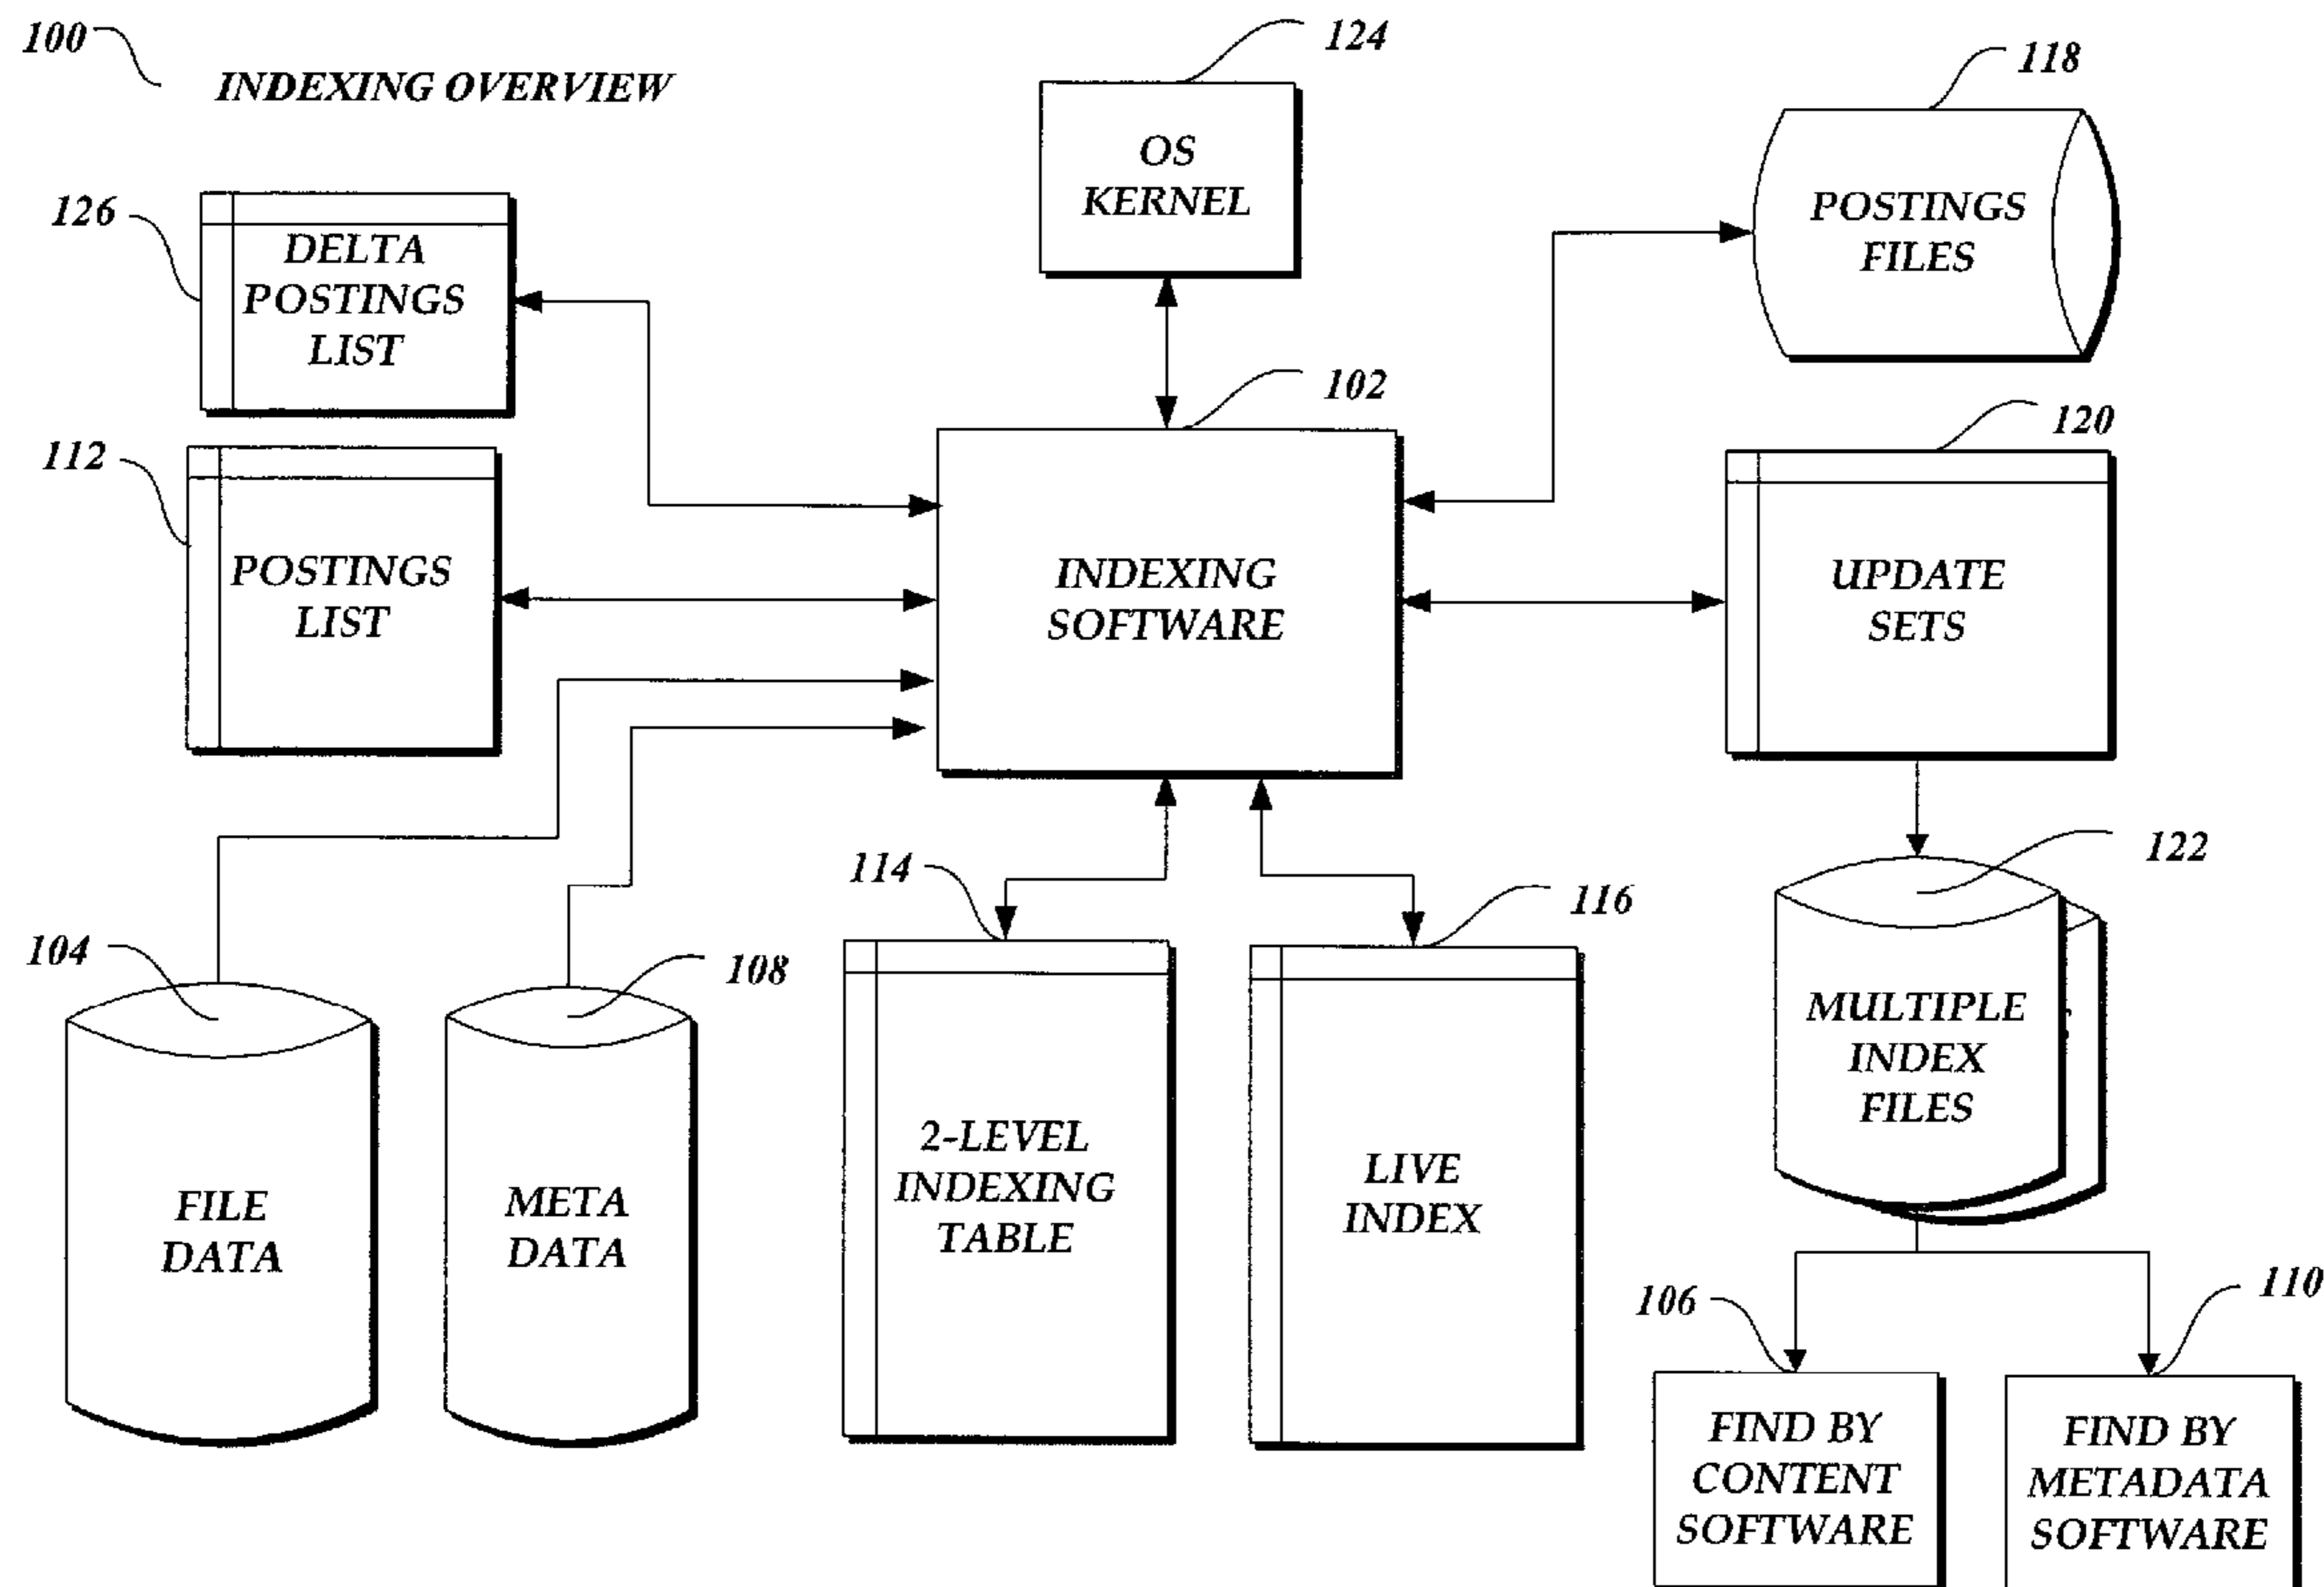 100
INDEXING OVERVIEW
124
OS
KERNEL
118
POSTINGS
FILES
126
DELTA
POSTINGS
LIST
102
INDEXING
SOFTWARE
120
UPDATE
SETS
112
POSTINGS
LIST
104
FILE
DATA
108
META
DATA
114
2-LEVEL
INDEXING
TABLE
116
LIVE
INDEX
122
MULTIPLE
INDEX
FILES
106
FIND BY
CONTENT
SOFTWARE
110
FIND BY
METADATA
SOFTWARE